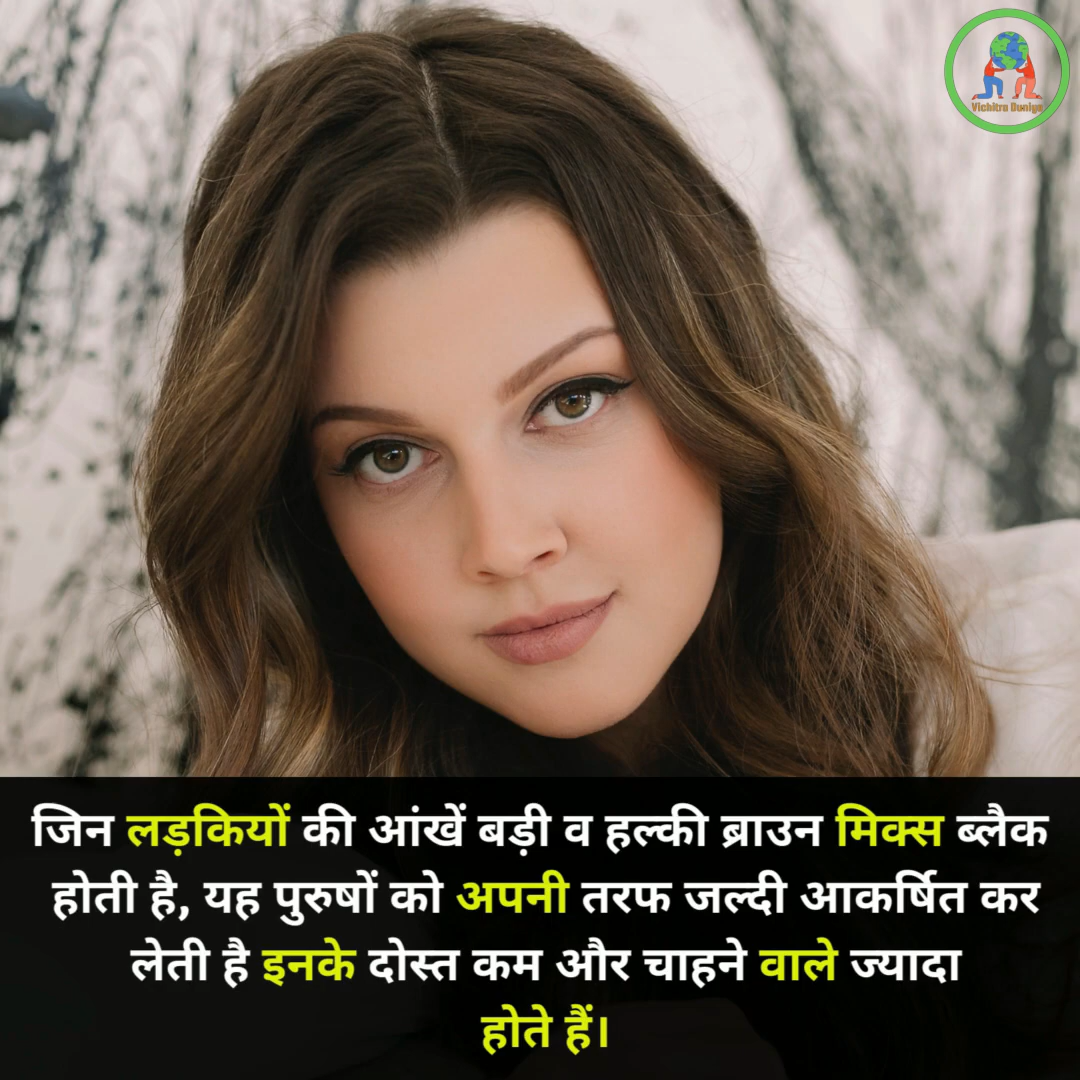 Vichitra Duniya
जिन लड़कियों की आंखें बड़ी व हल्की ब्राउन मिक्स ब्लैक
होती है, यह पुरुषों को अपनी तरफ जल्दी आकर्षित कर
लेती है इनके दोस्त कम और चाहने वाले ज्यादा
होते हैं।